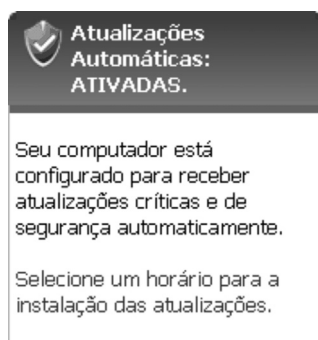 Atualizações
Automáticas:
ATIVADAS.
Seu computador está
configurado para receber
atualizações críticas e de
segurança automaticamente.
Selecione um horário para a
instalação das atualizações.